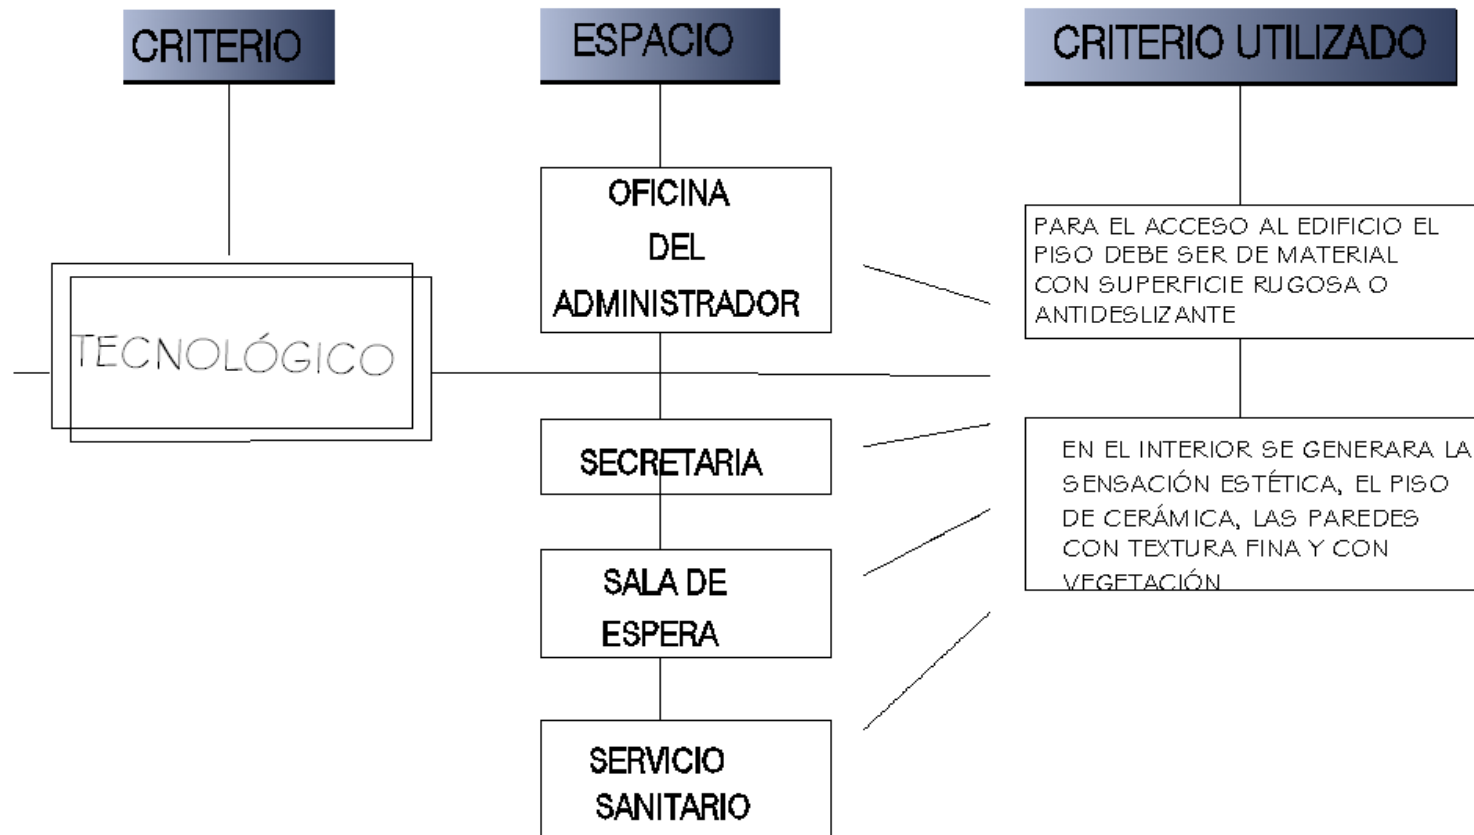 CRITERIO
ESPACIO
CRITERIO UTILIZADO
TECNOLÓGICO
OFICINA
DEL
ADMINISTRADOR
SECRETARIA
SALA DE
ESPERA
SERVICIO
SANITARIO
PARA EL ACCESO AL EDIFICIO EL
PISO DEBE SER DE MATERIAL
CON SUPERFICIE RUGOSA O
ANTIDESLIZANTE
EN EL INTERIOR SE GENERARA LA
SENSACIÓN ESTÉTICA, EL PISO
DE CERÁMICA, LAS PAREDES
CON TEXTURA FINA Y CON
VEGETACIÓN